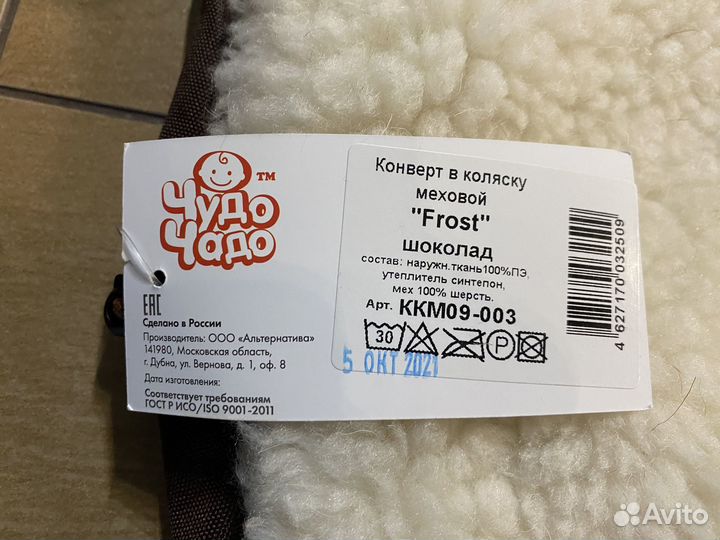 Чудо
Чадо
TM
EAC
Сделано в России
Производитель: ООО «Альтернатива»
141980, Московская область,
г. Дубна, ул. Вернова, д. 1, оф. 8
Дата изготовления:
Соответствует требованиям
ГОСТ Р ИСО/ISO 9001-2011
Конверт в коляску
меховой
"Frost"
шоколад
состав: наружн.ткань100%ПЭ,
утеплитель синтепон,
мех 100% шерсть.
Арт. ККМ09-003
30
P
5 ОКТ 2021
4 627170 032509
Avito